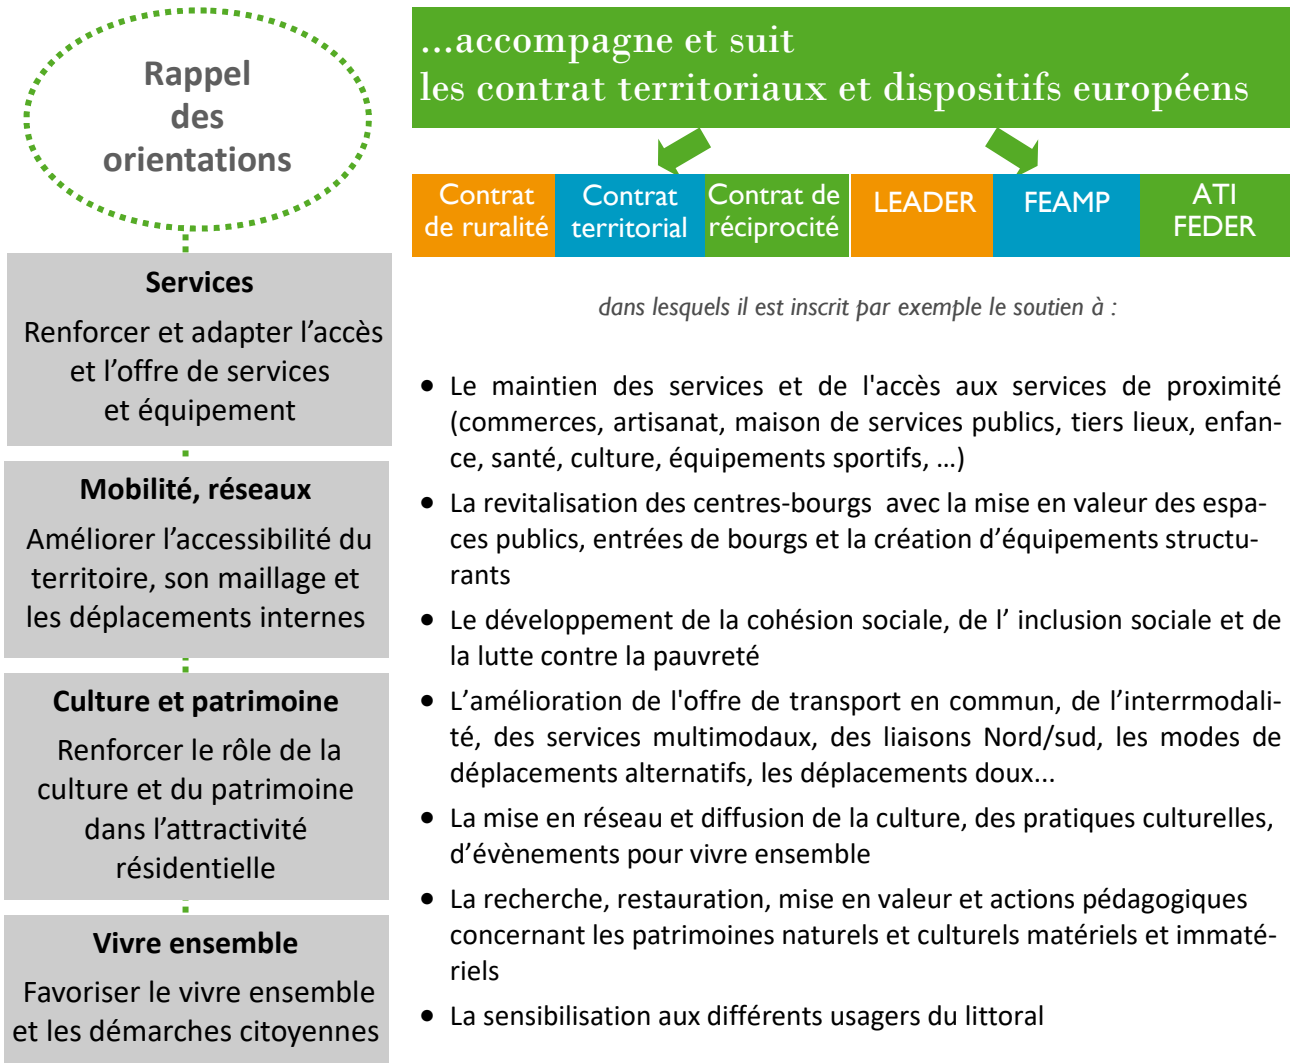 Rappel
des
orientations
Services
Renforcer et adapter l’accès
et l’offre de services
et équipement
Mobilité, réseaux
Améliorer l’accessibilité du
territoire, son maillage et
les déplacements internes
Culture et patrimoine
Renforcer le rôle de la
culture et du patrimoine
dans l’attractivité
résidentielle
Vivre ensemble
Favoriser le vivre ensemble
et les démarches citoyennes
...accompagne et suit
les contrat territoriaux et dispositifs européens
Contrat
de ruralité
Contrat
territorial
Contrat de
réciprocité
LEADER
FEAMP
ATI
FEDER
dans lesquels il est inscrit par exemple le soutien à :
• Le maintien des services et de l'accès aux services de proximité
(commerces, artisanat, maison de services publics, tiers lieux, enfan-
ce, santé, culture, équipements sportifs, …)
• La revitalisation des centres-bourgs avec la mise en valeur des espa-
ces publics, entrées de bourgs et la création d’équipements structu-
rants
• Le développement de la cohésion sociale, de l’ inclusion sociale et de
la lutte contre la pauvreté
• L’amélioration de l'offre de transport en commun, de l’interrmodali-
té, des services multimodaux, des liaisons Nord/sud, les modes de
déplacements alternatifs, les déplacements doux...
• La mise en réseau et diffusion de la culture, des pratiques culturelles,
d’évènements pour vivre ensemble
• La recherche, restauration, mise en valeur et actions pédagogiques
concernant les patrimoines naturels et culturels matériels et immaté-
riels
• La sensibilisation aux différents usagers du littoral